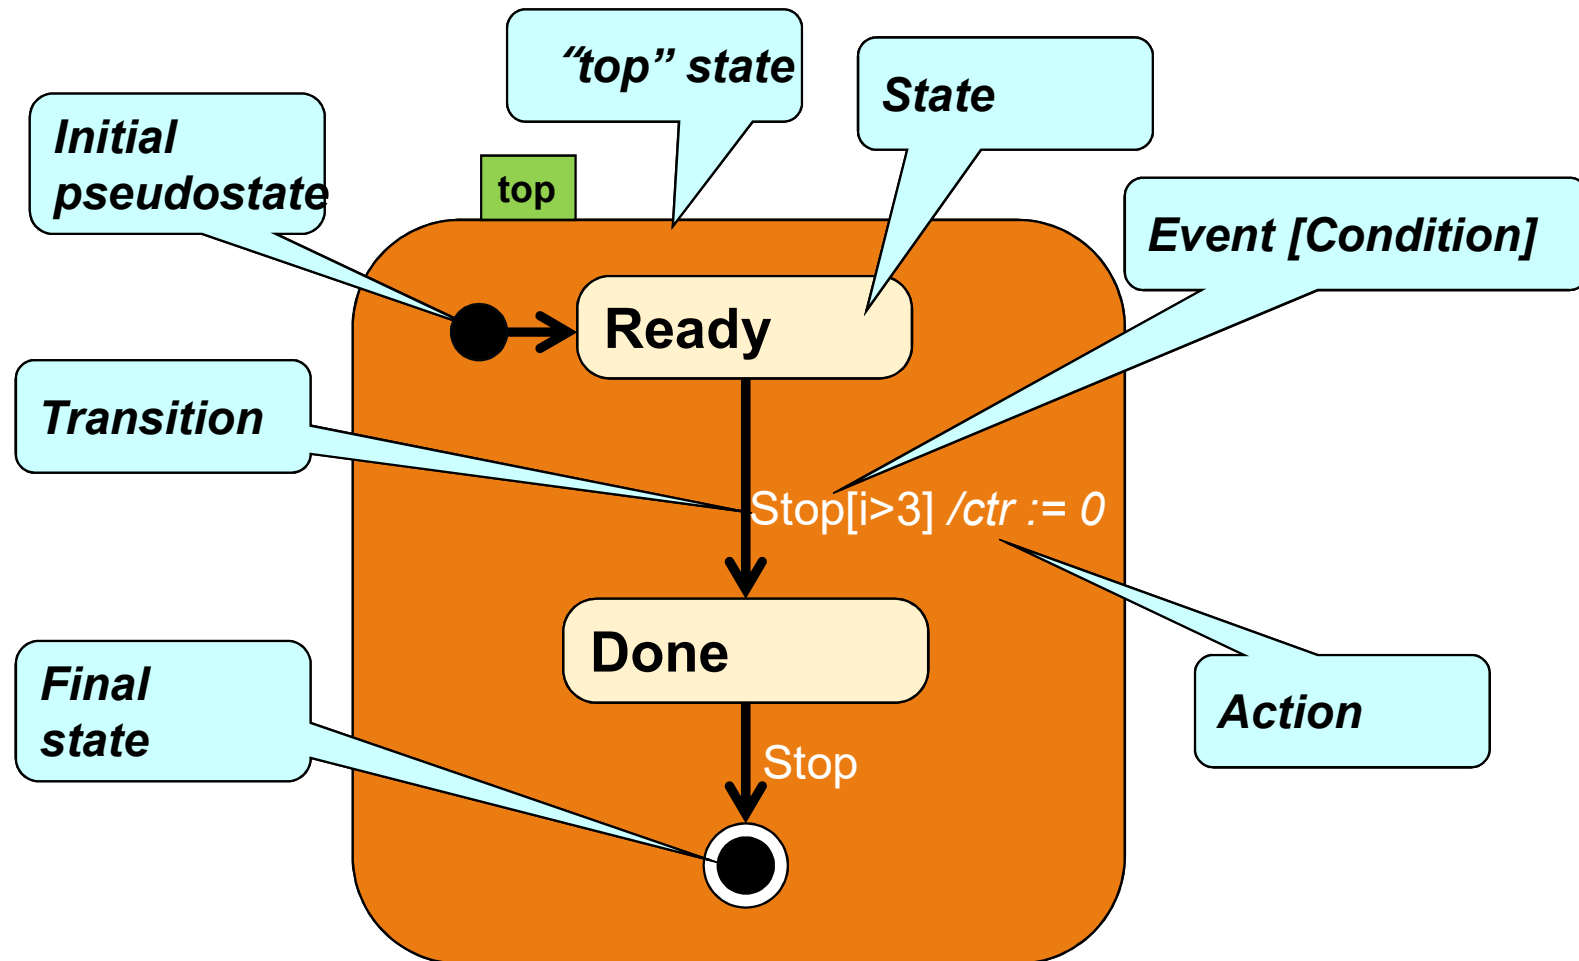 “top” state
State
Initial
pseudostate
top
Event [Condition]
Ready
Transition
Stop[i>3] /ctr := 0
Done
Final
state
Action
Stop